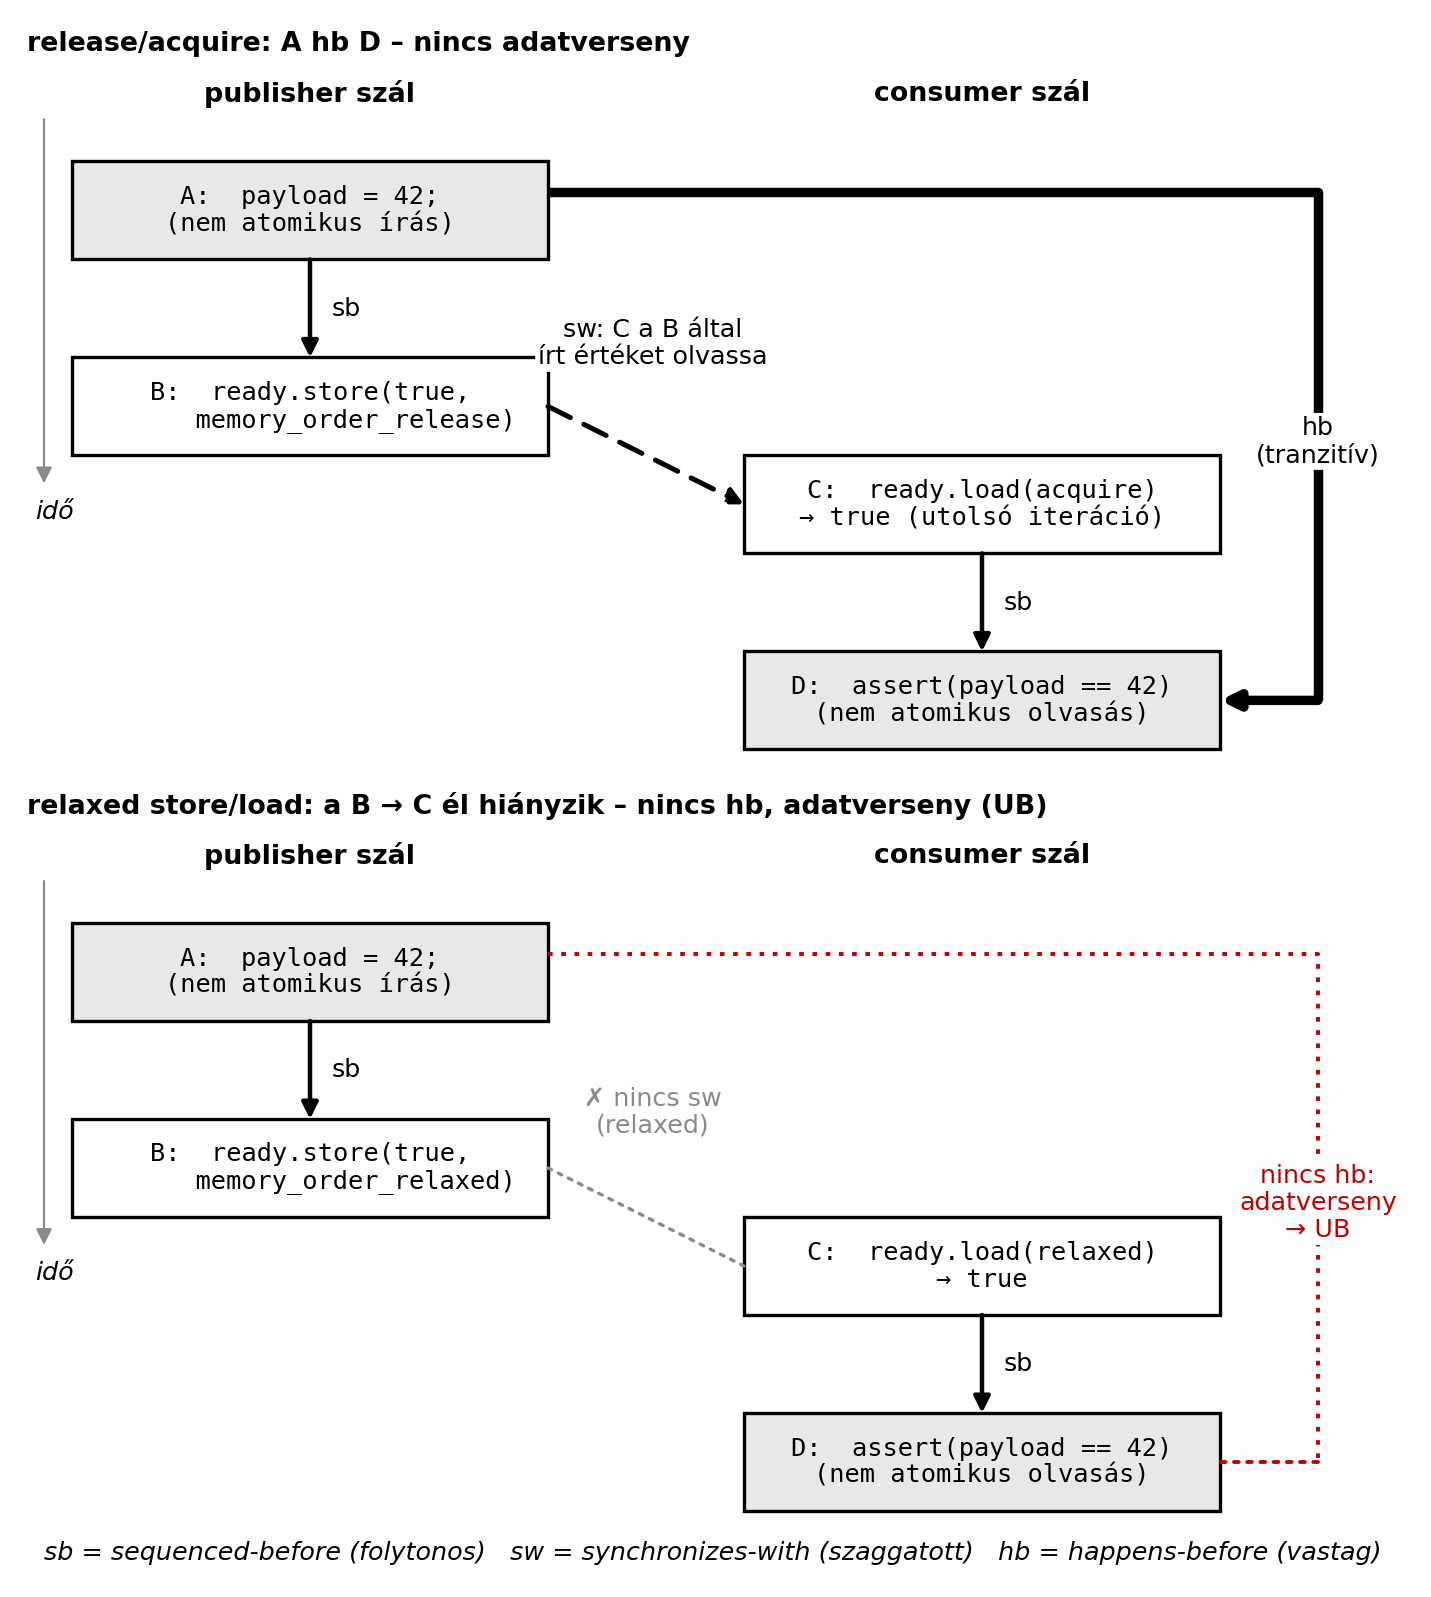 release/acquire: A hb D – nincs adatverseny
publisher szál
consumer szál
A:  payload = 42;
(nem atomikus írás)
sb
sw: C a B által
írt értéket olvassa
B:  ready.store(true,
memory_order_release)
hb
(tranzitív)
C:  ready.load(acquire)
→ true (utolsó iteráció)
idő
sb
D:  assert(payload == 42)
(nem atomikus olvasás)
relaxed store/load: a B → C él hiányzik – nincs hb, adatverseny (UB)
publisher szál
consumer szál
A:  payload = 42;
(nem atomikus írás)
sb
✗ nincs sw
(relaxed)
B:  ready.store(true,
memory_order_relaxed)
nincs hb:
adatverseny
→ UB
C:  ready.load(relaxed)
→ true
idő
sb
D:  assert(payload == 42)
(nem atomikus olvasás)
sb = sequenced-before (folytonos)   sw = synchronizes-with (szaggatott)   hb = happens-before (vastag)